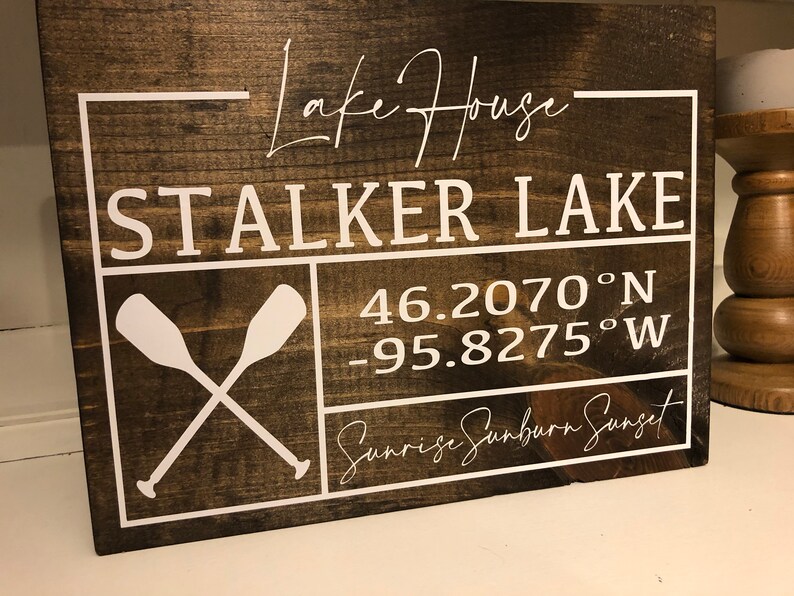 Lake House
STALKER LAKE
46.2070°N
-95.8275°W
Sunrise Sunburn Sunset